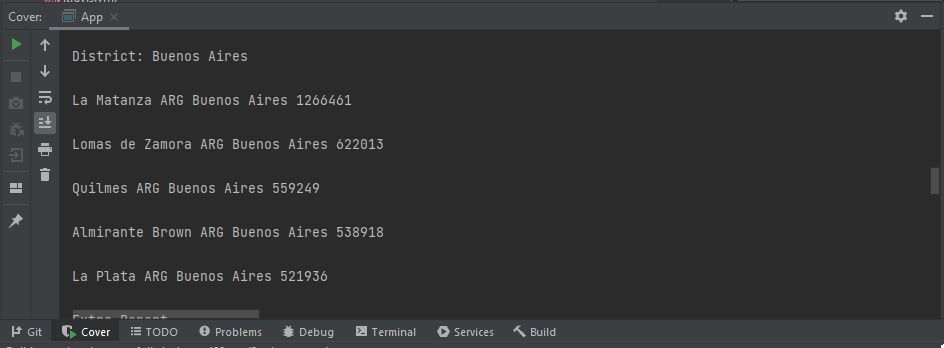 Cover:
App
District: Buenos Aires
La Matanza ARG Buenos Aires 1266461
Lomas de Zamora ARG Buenos Aires 622013
Quilmes ARG Buenos Aires 559249
Almirante Brown ARG Buenos Aires 538918
La Plata ARG Buenos Aires 521936
Git Cover TODO Problems Debug Terminal Services Build